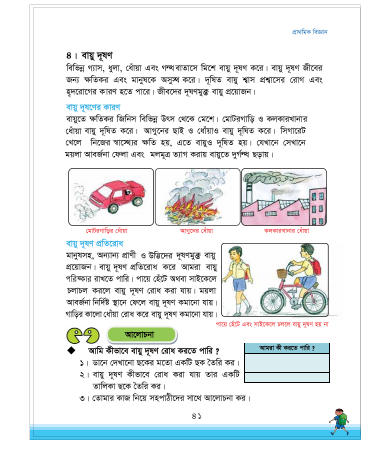 প্রাথমিক বিজ্ঞান
৪। বায়ু দূষণ
বিভিন্ন গ্যাস, ধুলা, ধোঁয়া এবং গন্ধ বাতাসে মিশে বায়ু দূষণ করে। বায়ু দূষণ জীবের
জন্য ক্ষতিকর এবং মানুষকে অসুস্থ করে। দূষিত বায়ু শ্বাস প্রশ্বাসের রোগ এবং
হৃদরোগের কারণ হতে পারে। জীবদের দূষণমুক্ত বায়ু প্রয়োজন।
বায়ু দূষণের কারণ
বায়ুতে ক্ষতিকর জিনিস বিভিন্ন উৎস থেকে মেশে। মোটরগাড়ি ও কলকারখানার
ধোঁয়া বায়ু দূষিত করে। আগুনের ছাই ও ধোঁয়াও বায়ু দূষিত করে। সিগারেট
খেলে নিজের স্বাস্থ্যের ক্ষতি হয়, এতে বায়ুও দূষিত হয়। যেখানে সেখানে
ময়লা আবর্জনা ফেলা এবং মলমূত্র ত্যাগ করায় বায়ুতে দুর্গন্ধ ছড়ায়।
মোটরগাড়ির ধোঁয়া
আগুনের ধোঁয়া
কলকারখানার ধোঁয়া
বায়ু দূষণ প্রতিরোধ
মানুষসহ, অন্যান্য প্রাণী ও উদ্ভিদের দূষণমুক্ত বায়ু
প্রয়োজন। বায়ু দূষণ প্রতিরোধ করে আমরা বায়ু
পরিষ্কার রাখতে পারি। পায়ে হেঁটে অথবা সাইকেলে
চলাচল করলে বায়ু দূষণ রোধ করা যায়। ময়লা
আবর্জনা নির্দিষ্ট স্থানে ফেলে বায়ু দূষণ কমানো যায়।
গাড়ির কালো ধোঁয়া রোধ করে বায়ু দূষণ কমানো যায়।
পায়ে হেঁটে এবং সাইকেলে চললে বায়ু দূষণ হয় না
আলোচনা
◆ আমি কীভাবে বায়ু দূষণ রোধ করতে পারি ?
আমরা কী করতে পারি ?
১। ডানে দেখানো ছকের মতো একটি ছক তৈরি কর।
২। বায়ু দূষণ কীভাবে রোধ করা যায় তার একটি
তালিকা ছকে তৈরি কর।
৩। তোমার কাজ নিয়ে সহপাঠীদের সাথে আলোচনা কর।
৪১